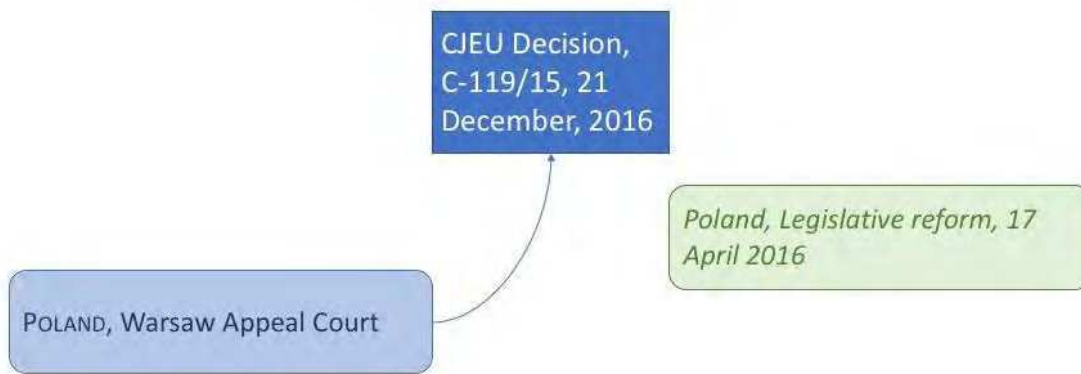 CJEU Decision,
C-119/15, 21
December, 2016
Poland, Legislative reform, 17
April 2016
POLAND, Warsaw Appeal Court